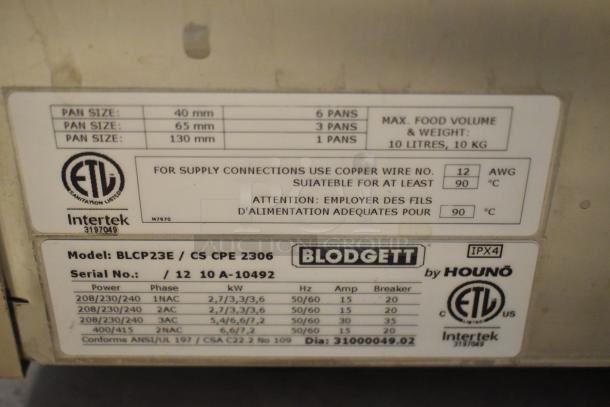 PAN SIZE: 40 mm 6 PANS
PAN SIZE: 65 mm 3 PANS
PAN SIZE: 130 mm 1 PANS
MAX. FOOD VOLUME
& WEIGHT:
10 LITRES, 10 KG
ETL
SANITATION LISTED
Intertek
3197049
FOR SUPPLY CONNECTIONS USE COPPER WIRE NO. 12 AWG
SUIATEBLE FOR AT LEAST 90 °C
ATTENTION: EMPLOYER DES FILS
D'ALIMENTATION ADEQUATES POUR 90 °C
Model: BLCP23E / CS CPE 2306
BLODGETT
IPX4
Serial No.: / 12 10 A-10492
by HOUNÖ
Power Phase kW Hz Amp Breaker
208/230/240 1NAC 2,7/3,3/3,6 50/60 15 20
208/230/240 2AC 2,7/3,3/3,6 50/60 15 20
208/230/240 3AC 5,4/6,6/7,2 50/60 30 35
400/415 2NAC 6,6/7,2 50/60 15 20
Conforms ANSI/UL 197 / CSA C22.2 No 109 Dia: 31000049.02
C ETL US
Intertek
3197049